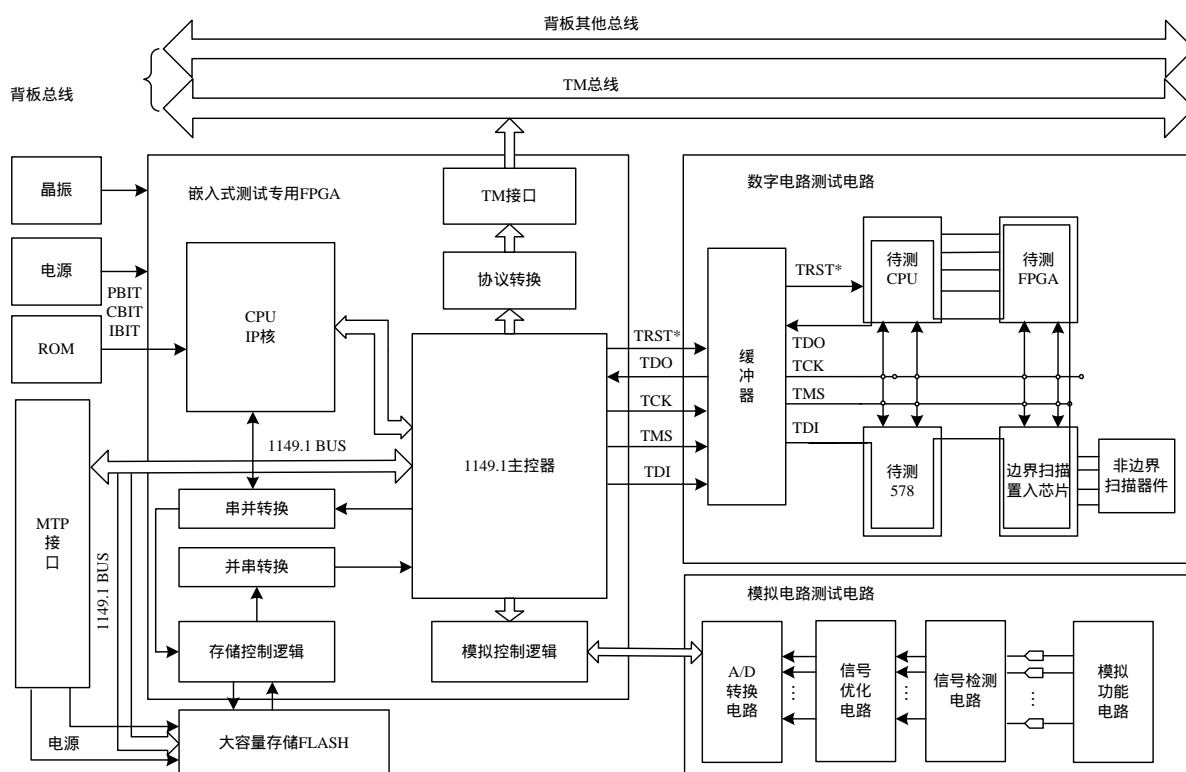 背板其他总线
背板总线
TM总线
晶振
嵌入式测试专用FPGA
TM接口
数字电路测试电路
电源
PBIT
CBIT
IBIT
CPU
IP核
协议转换
ROM
TRST*
TDO
TCK
TMS
TDI
缓
冲
器
TRST*
TDO
TCK
TMS
TDI
待测
CPU
待测
FPGA
1149.1 BUS
1149.1主控器
待测
578
边界扫描
置入芯片
非边界
扫描器件
MTP
接
口
1149.1 BUS
串并转换
并串转换
存储控制逻辑
模拟控制逻辑
模拟电路测试电路
A/D
转换
电路
信号
优化
电路
信号检测
电路
模拟
功能
电路
电源
大容量存储FLASH